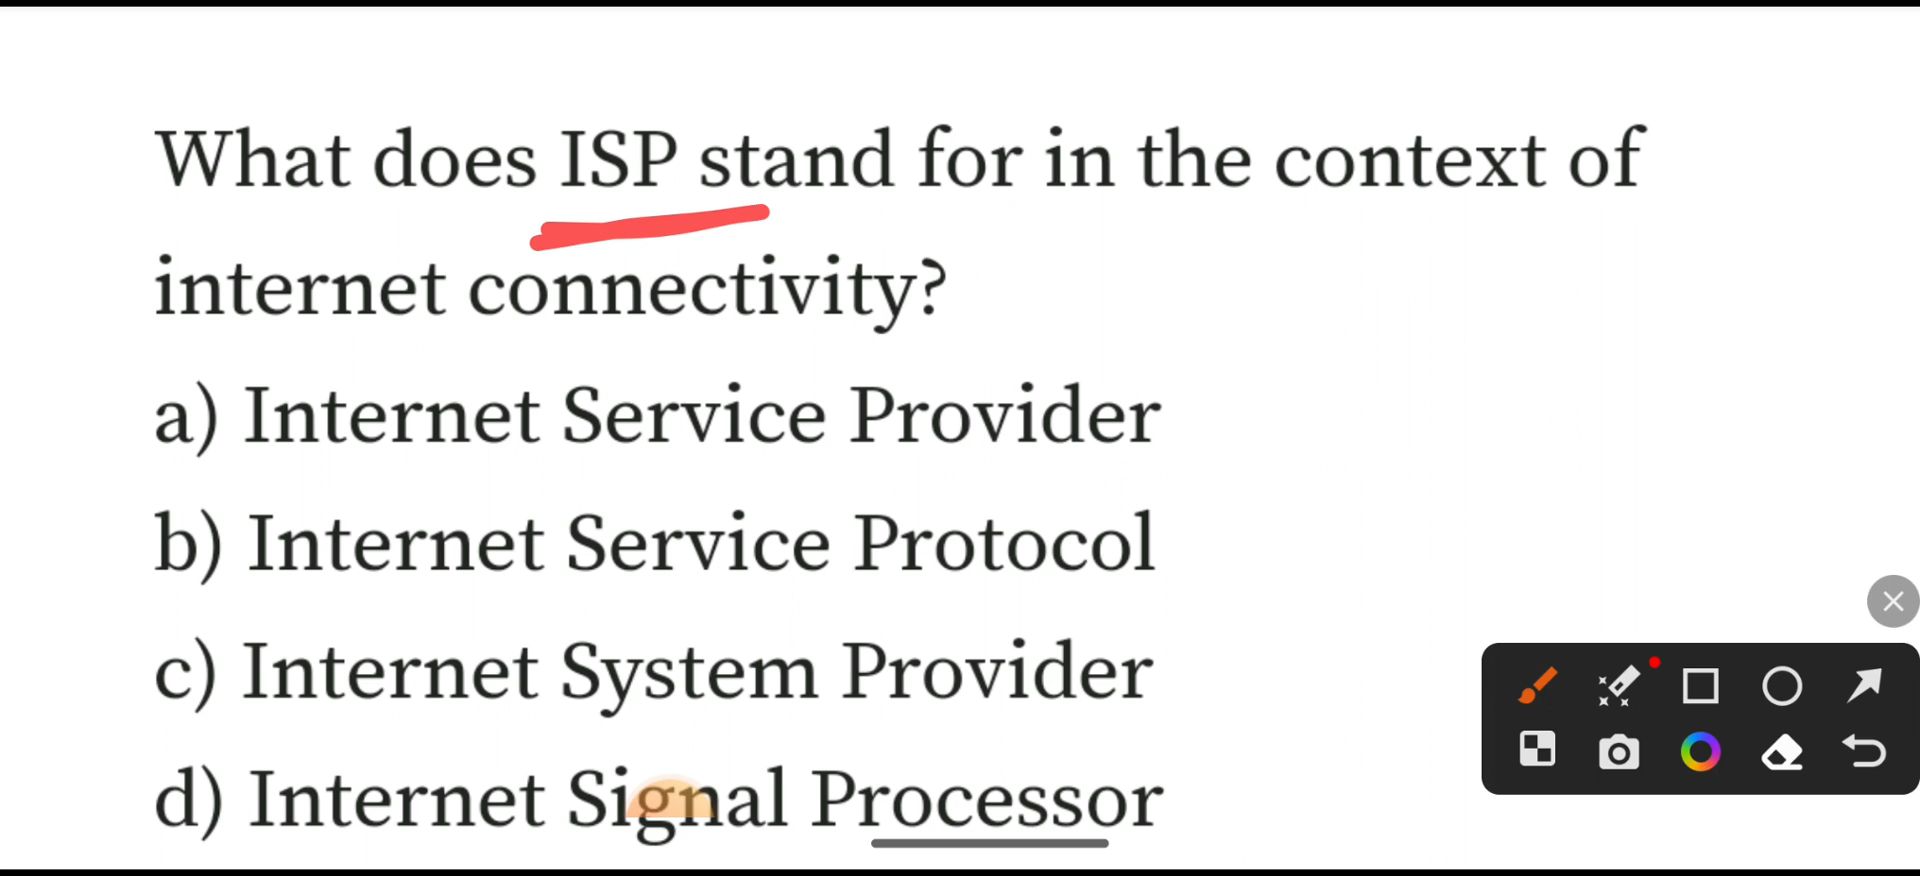 What does ISP stand for in the context of
internet connectivity?
a) Internet Service Provider
b) Internet Service Protocol
c) Internet System Provider
d) Internet Signal Processor